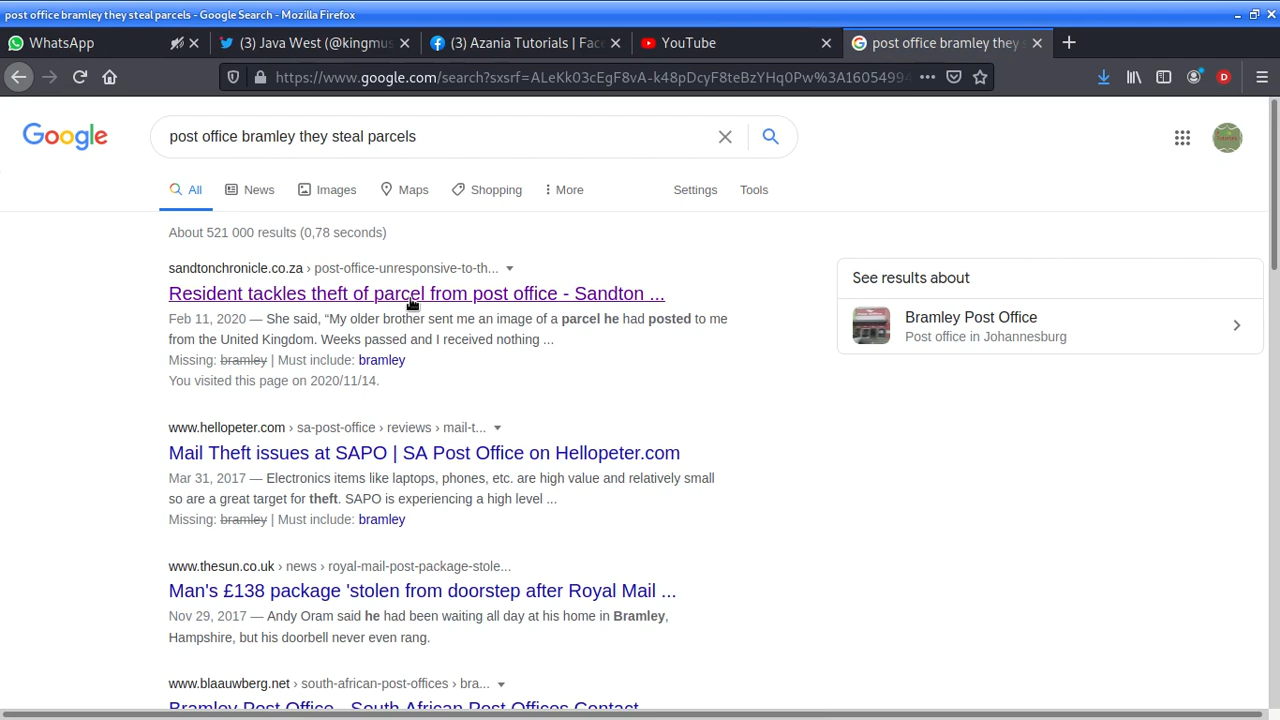 post office bramley they steal parcels - Google Search - Mozilla Firefox
WhatsApp
(3) Java West (@kingmus
(3) Azania Tutorials | Fac
YouTube
post office bramley they s
https://www.google.com/search?sxsrf=ALeKk03cEgF8vA-k48pDcyF8teBzYHq0Pw%3A16054994
D
Google
post office bramley they steal parcels
All
News
Images
Maps
Shopping
More
Settings
Tools
About 521 000 results (0,78 seconds)
sandtonchronicle.co.za › post-office-unresponsive-to-th...
Resident tackles theft of parcel from post office - Sandton ...
Feb 11, 2020 — She said, “My older brother sent me an image of a parcel he had posted to me
from the United Kingdom. Weeks passed and I received nothing ...
Missing: bramley | Must include: bramley
You visited this page on 2020/11/14.
See results about
Bramley Post Office
Post office in Johannesburg
www.hellopeter.com › sa-post-office › reviews › mail-t...
Mail Theft issues at SAPO | SA Post Office on Hellopeter.com
Mar 31, 2017 — Electronics items like laptops, phones, etc. are high value and relatively small
so are a great target for theft. SAPO is experiencing a high level ...
Missing: bramley | Must include: bramley
www.thesun.co.uk › news › royal-mail-post-package-stole...
Man's £138 package 'stolen from doorstep after Royal Mail ...
Nov 29, 2017 — Andy Oram said he had been waiting all day at his home in Bramley,
Hampshire, but his doorbell never even rang.
www.blaauwberg.net › south-african-post-offices › bra...
Bramley Post Office - South African Post Offices Contact